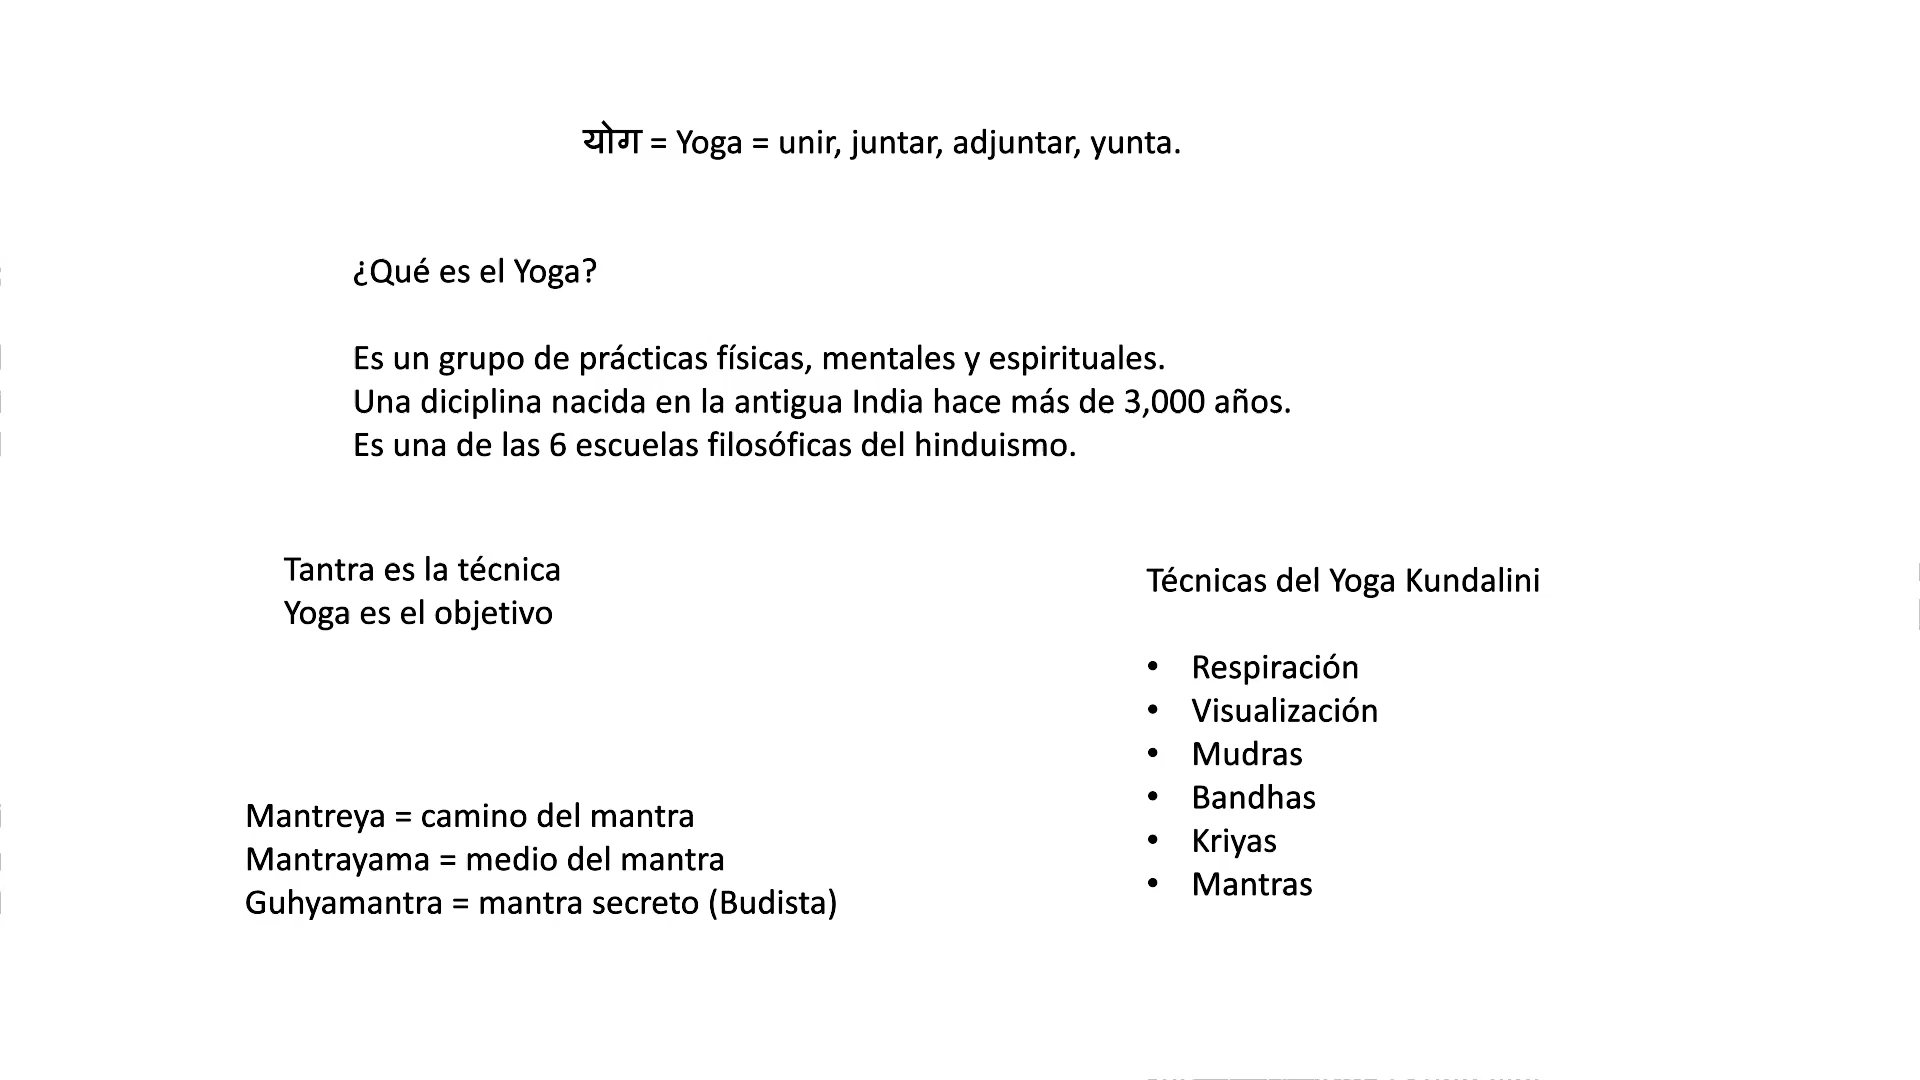 योग = Yoga = unir, juntar, adjuntar, yunta.
¿Qué es el Yoga?
Es un grupo de prácticas físicas, mentales y espirituales.
Una diciplina nacida en la antigua India hace más de 3,000 años.
Es una de las 6 escuelas filosóficas del hinduismo.
Tantra es la técnica
Yoga es el objetivo
Mantreya = camino del mantra
Mantrayama = medio del mantra
Guhyamantra = mantra secreto (Budista)
Técnicas del Yoga Kundalini
• Respiración
• Visualización
• Mudras
• Bandhas
• Kriyas
• Mantras